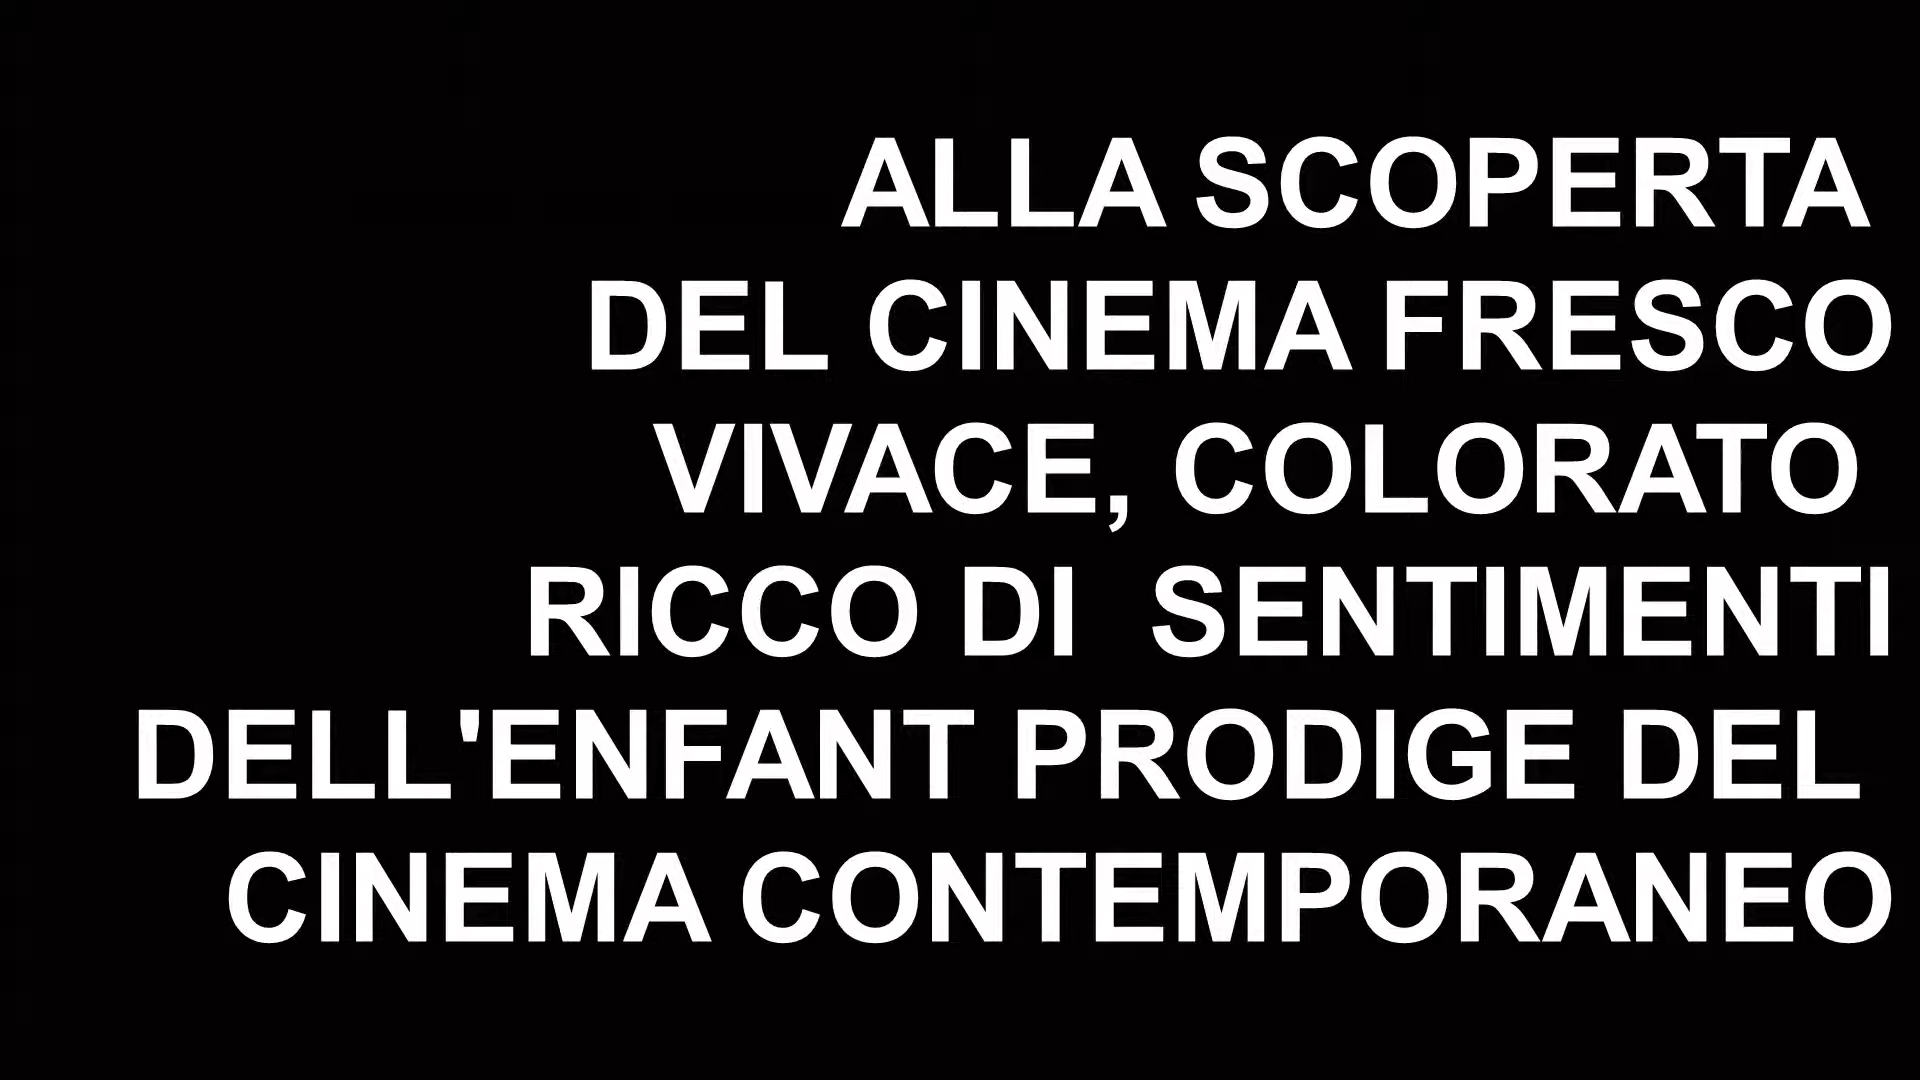 ALLA SCOPERTA
DEL CINEMA FRESCO
VIVACE, COLORATO
RICCO DI  SENTIMENTI
DELL'ENFANT PRODIGE DEL
CINEMA CONTEMPORANEO